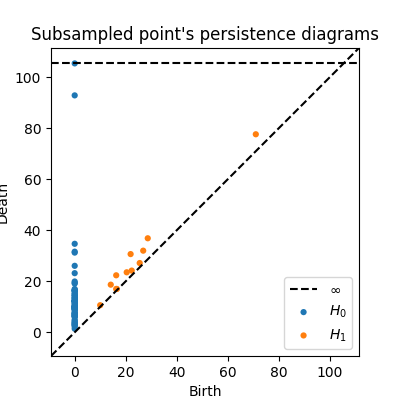 Subsampled point's persistence diagrams
100
80
60
40
20
0
Death
0 20 40 60 80 100
Birth
∞
H₀
H₁